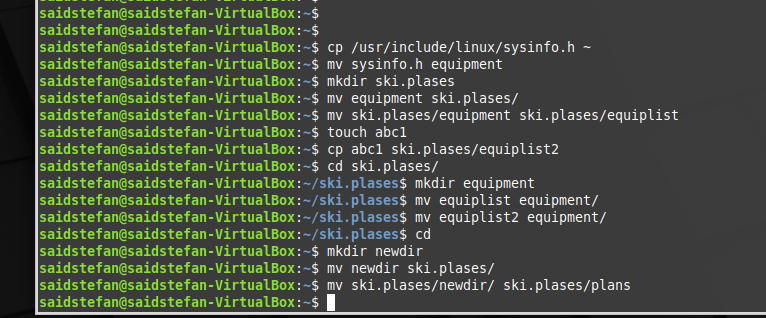 saidstefan@saidstefan-VirtualBox:~$
saidstefan@saidstefan-VirtualBox:~$
saidstefan@saidstefan-VirtualBox:~$ cp /usr/include/linux/sysinfo.h ~
saidstefan@saidstefan-VirtualBox:~$ mv sysinfo.h equipment
saidstefan@saidstefan-VirtualBox:~$ mkdir ski.plases
saidstefan@saidstefan-VirtualBox:~$ mv equipment ski.plases/
saidstefan@saidstefan-VirtualBox:~$ mv ski.plases/equipment ski.plases/equiplist
saidstefan@saidstefan-VirtualBox:~$ touch abc1
saidstefan@saidstefan-VirtualBox:~$ cp abc1 ski.plases/equiplist2
saidstefan@saidstefan-VirtualBox:~$ cd ski.plases/
saidstefan@saidstefan-VirtualBox:~/ski.plases$ mkdir equipment
saidstefan@saidstefan-VirtualBox:~/ski.plases$ mv equiplist equipment/
saidstefan@saidstefan-VirtualBox:~/ski.plases$ mv equiplist2 equipment/
saidstefan@saidstefan-VirtualBox:~/ski.plases$ cd
saidstefan@saidstefan-VirtualBox:~$ mkdir newdir
saidstefan@saidstefan-VirtualBox:~$ mv newdir ski.plases/
saidstefan@saidstefan-VirtualBox:~$ mv ski.plases/newdir/ ski.plases/plans
saidstefan@saidstefan-VirtualBox:~$